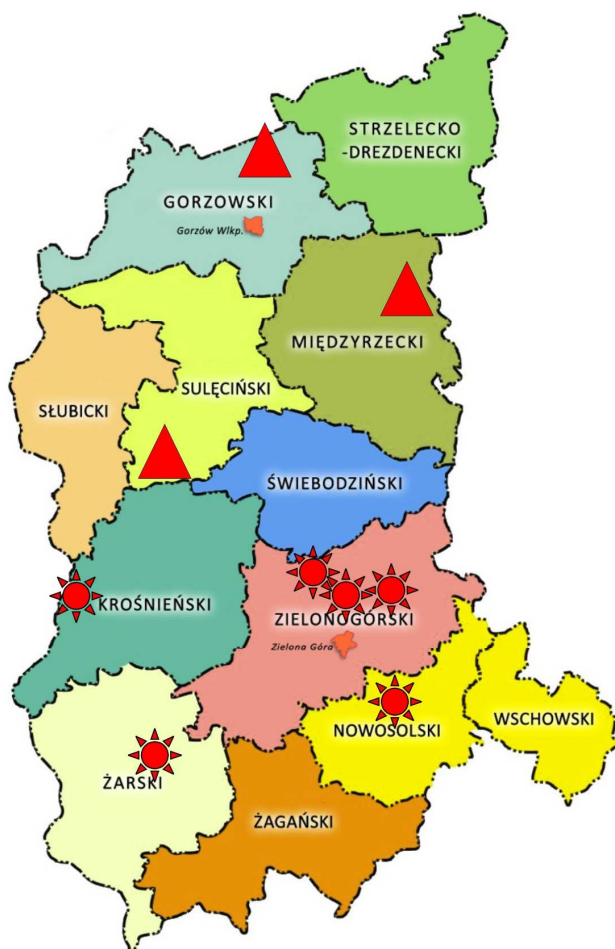 STRZELECKO
-DREZDENECKI
GORZOWSKI
Gorzów Wlkp.
MIĘDZYRZECKI
SULĘCIŃSKI
SŁUBICKI
ŚWIEBODZIŃSKI
KROŚNIEŃSKI
ZIELONOGÓRSKI
Zielona Góra
NOWOSOLSKI
WSCHOWSKI
ŻARSKI
ŻAGAŃSKI